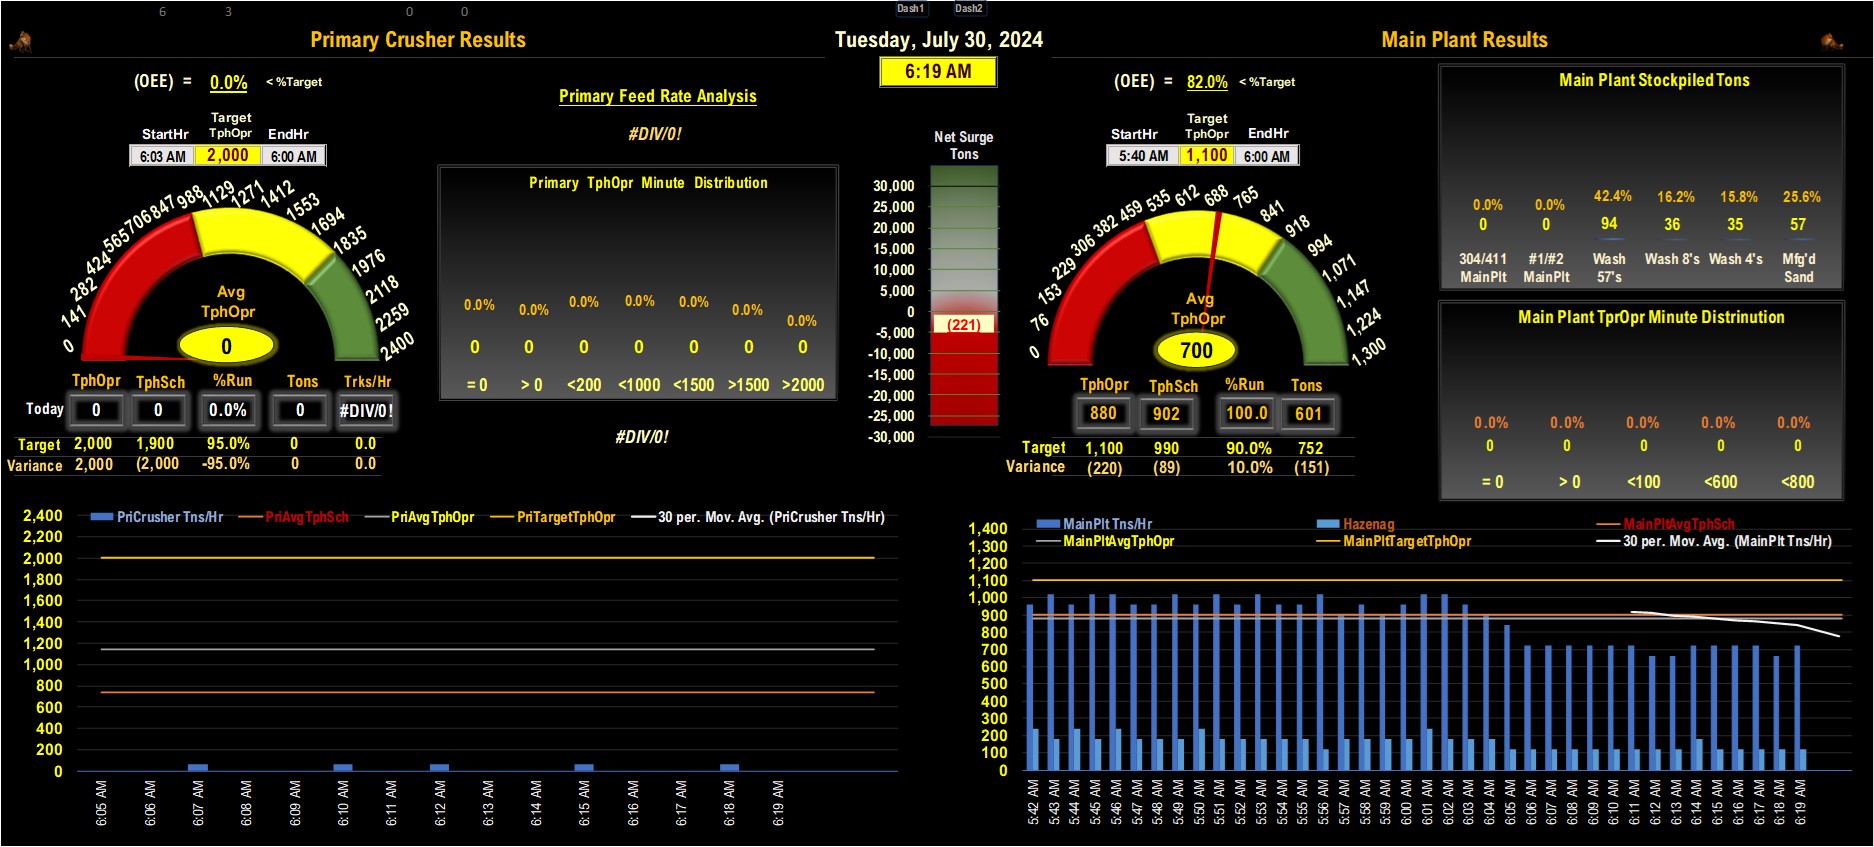 6 3 0 0 Dash1 Dash2
Primary Crusher Results
Tuesday, July 30, 2024
Main Plant Results
6:19 AM
(OEE) = 0.0% < %Target
Target
StartHr TphOpr EndHr
6:03 AM 2,000 6:00 AM
0 141 282 424 565 706 847 988 1129 1271 1412 1553 1694 1835 1976 2118 2259 2400
Avg
TphOpr
0
TphOpr TphSch %Run Tons Trks/Hr
Today 0 0 0.0% 0 #DIV/0!
Target 2,000 1,900 95.0% 0 0.0
Variance 2,000 (2,000 -95.0% 0 0.0
Primary Feed Rate Analysis
#DIV/0!
Primary TphOpr Minute Distribution
0.0% 0.0% 0.0% 0.0% 0.0% 0.0% 0.0%
0 0 0 0 0 0 0
= 0 > 0 <200 <1000 <1500 >1500 >2000
#DIV/0!
Net Surge
Tons
30,000
25,000
20,000
15,000
10,000
5,000
0
(221)
-5,000
-10,000
-15,000
-20,000
-25,000
-30,000
(OEE) = 82.0% < %Target
Target
StartHr TphOpr EndHr
5:40 AM 1,100 6:00 AM
0 76 153 229 306 382 459 535 612 688 765 841 918 994 1,071 1,147 1,224 1,300
Avg
TphOpr
700
TphOpr TphSch %Run Tons
880 902 100.0 601
Target 1,100 990 90.0% 752
Variance (220) (89) 10.0% (151)
Main Plant Stockpiled Tons
0.0% 0.0% 42.4% 16.2% 15.8% 25.6%
0 0 94 36 35 57
304/411 #1/#2 Wash Wash 8's Wash 4's Mfg'd
MainPlt MainPlt 57's Sand
Main Plant TprOpr Minute Distrinution
0.0% 0.0% 0.0% 0.0% 0.0%
0 0 0 0 0
= 0 > 0 <100 <600 <800
PriCrusher Tns/Hr PriAvgTphSch PriAvgTphOpr PriTargetTphOpr 30 per. Mov. Avg. (PriCrusher Tns/Hr)
2,400
2,200
2,000
1,800
1,600
1,400
1,200
1,000
800
600
400
200
0
6:05 AM 6:06 AM 6:07 AM 6:08 AM 6:09 AM 6:10 AM 6:11 AM 6:12 AM 6:13 AM 6:14 AM 6:15 AM 6:16 AM 6:17 AM 6:18 AM 6:19 AM
MainPlt Tns/Hr Hazenag MainPltAvgTphSch
MainPltAvgTphOpr MainPltTargetTphOpr 30 per. Mov. Avg. (MainPlt Tns/Hr)
1,400
1,300
1,200
1,100
1,000
900
800
700
600
500
400
300
200
100
0
5:42 AM 5:43 AM 5:44 AM 5:45 AM 5:46 AM 5:47 AM 5:48 AM 5:49 AM 5:50 AM 5:51 AM 5:52 AM 5:53 AM 5:54 AM 5:55 AM 5:56 AM 5:57 AM 5:58 AM 5:59 AM 6:00 AM 6:01 AM 6:02 AM 6:03 AM 6:04 AM 6:05 AM 6:06 AM 6:07 AM 6:08 AM 6:09 AM 6:10 AM 6:11 AM 6:12 AM 6:13 AM 6:14 AM 6:15 AM 6:16 AM 6:17 AM 6:18 AM 6:19 AM